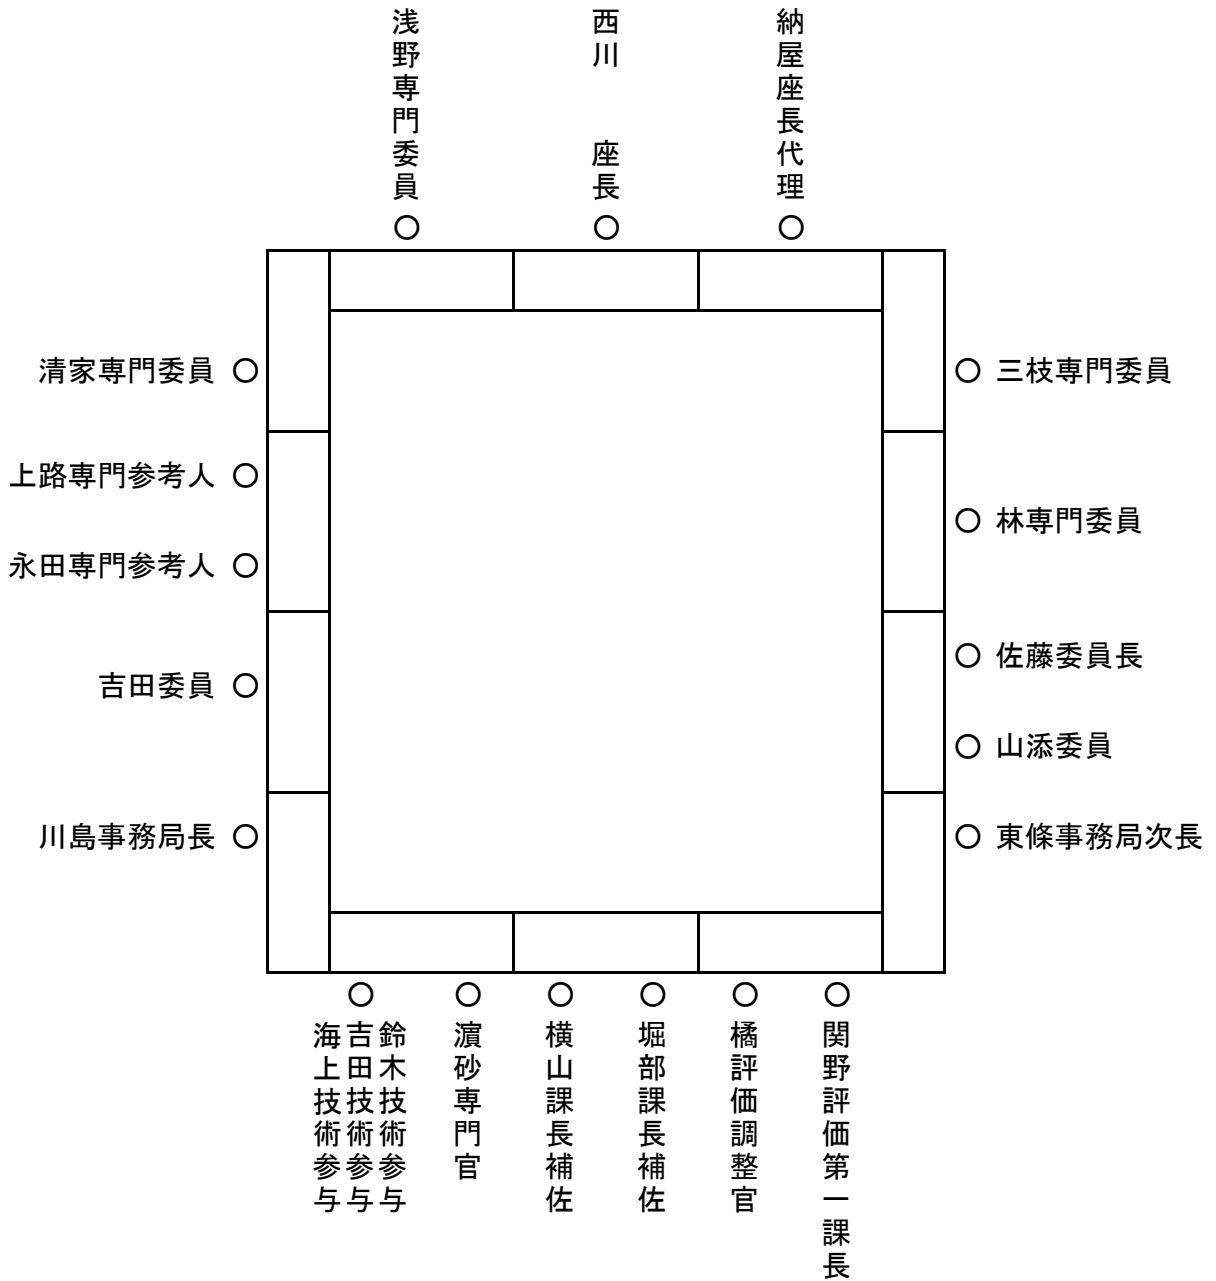 浅野専門委員
西川　座長
納屋座長代理
清家専門委員
三枝専門委員
上路専門参考人
林専門委員
永田専門参考人
佐藤委員長
吉田委員
山添委員
川島事務局長
東條事務局次長
海上技術参与
吉田技術参与
鈴木技術参与
濵砂専門官
横山課長補佐
堀部課長補佐
橘評価調整官
関野評価第一課長